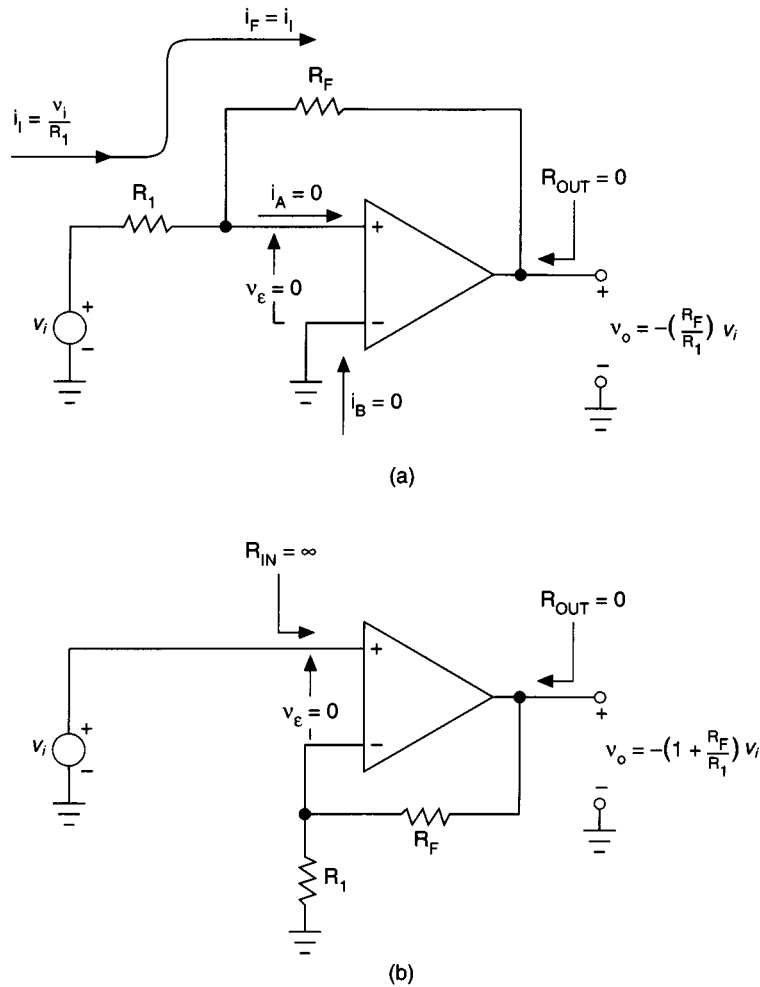 i_F = i_I
R_F
i_I = v_i/R_1
R_1
i_A = 0
R_OUT = 0
+
v_ε = 0
+
v_i
−
−
+
v_o = −(R_F/R_1) v_i
−
i_B = 0
(a)
R_IN = ∞
R_OUT = 0
+
v_ε = 0
+
v_i
−
−
+
v_o = −(1 + R_F/R_1) v_i
−
R_F
R_1
(b)